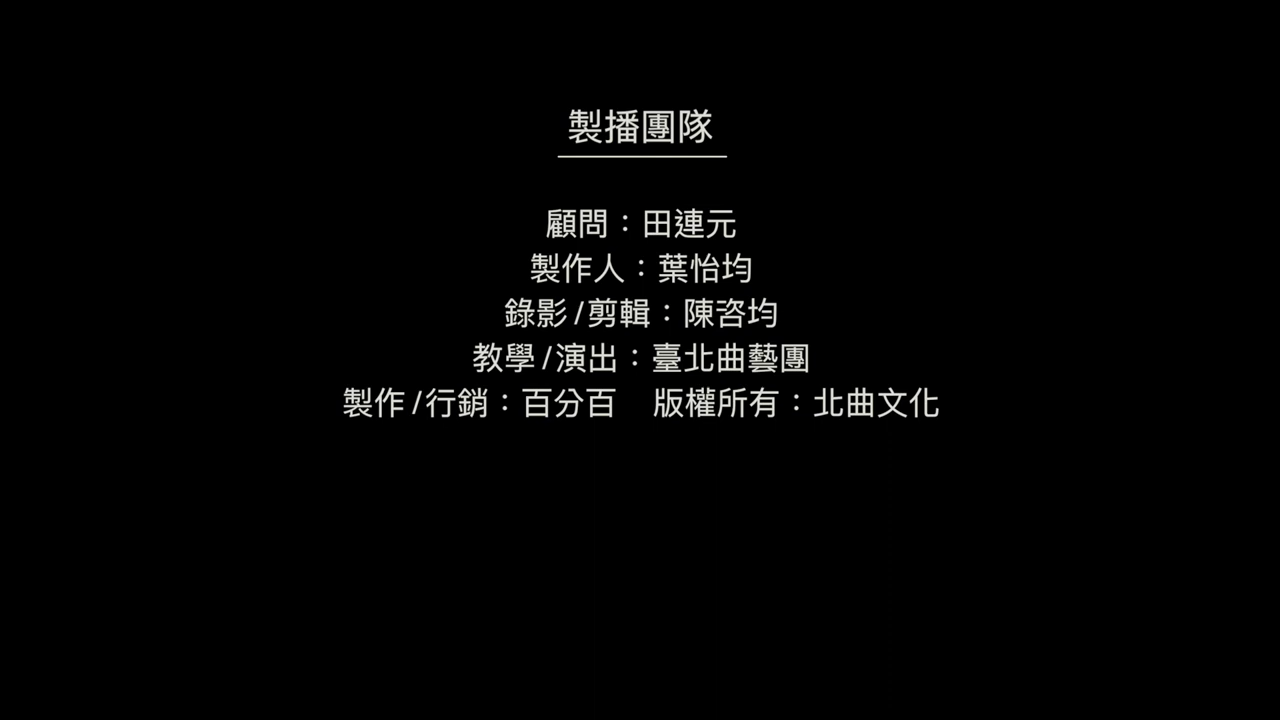 製播團隊
顧問：田連元
製作人：葉怡均
錄影/剪輯：陳咨均
教學/演出：臺北曲藝團
製作/行銷：百分百　版權所有：北曲文化